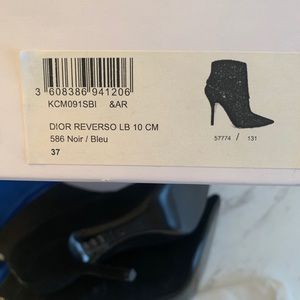 3 608386 941206
KCM091SBI &AR
DIOR REVERSO LB 10 CM
586 Noir / Bleu
37
57774 / 131